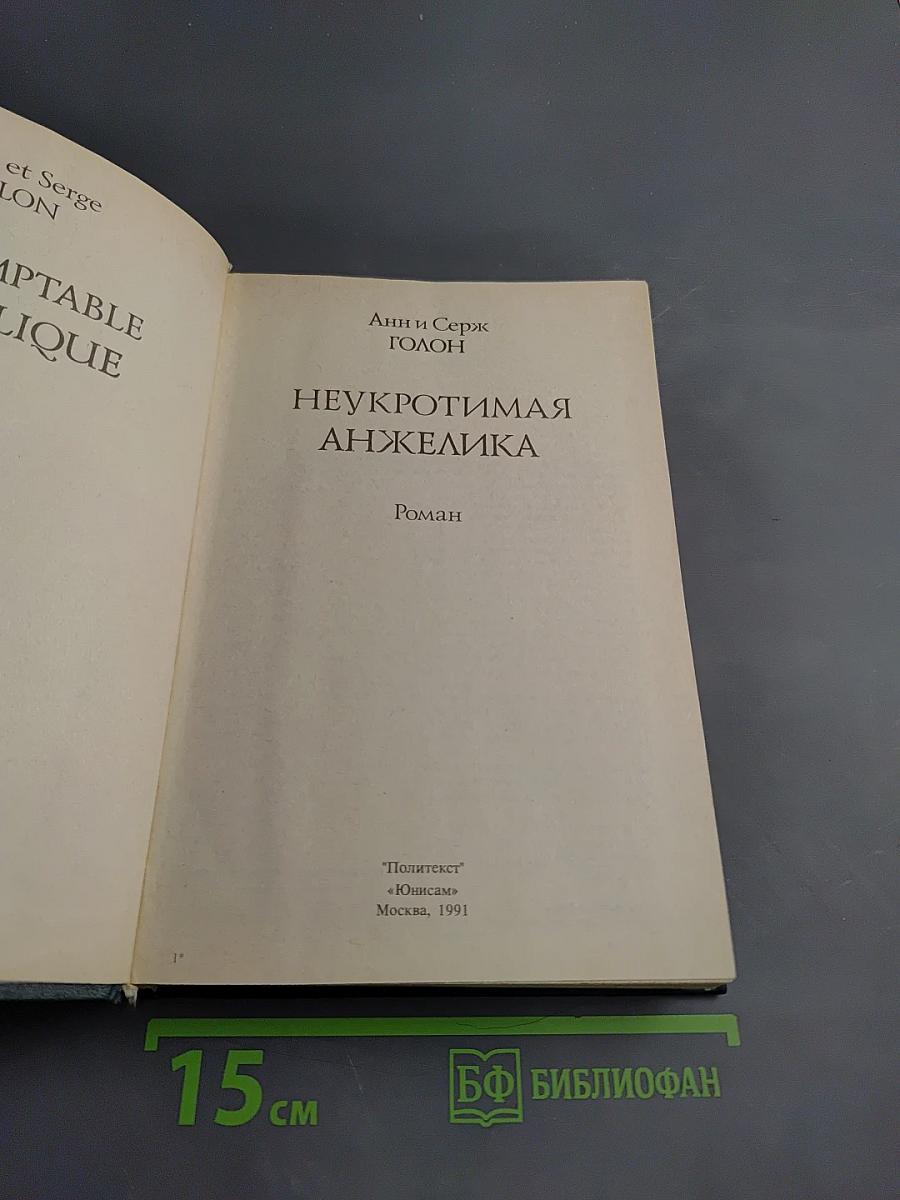 et Serge
LON
MPTABLE
LIQUE
Анн и Серж
ГОЛОН
НЕУКРОТИМАЯ
АНЖЕЛИКА
Роман
"Политекст"
«Юнисам»
Москва, 1991
1*
15 см
БФ БИБЛИОФАН